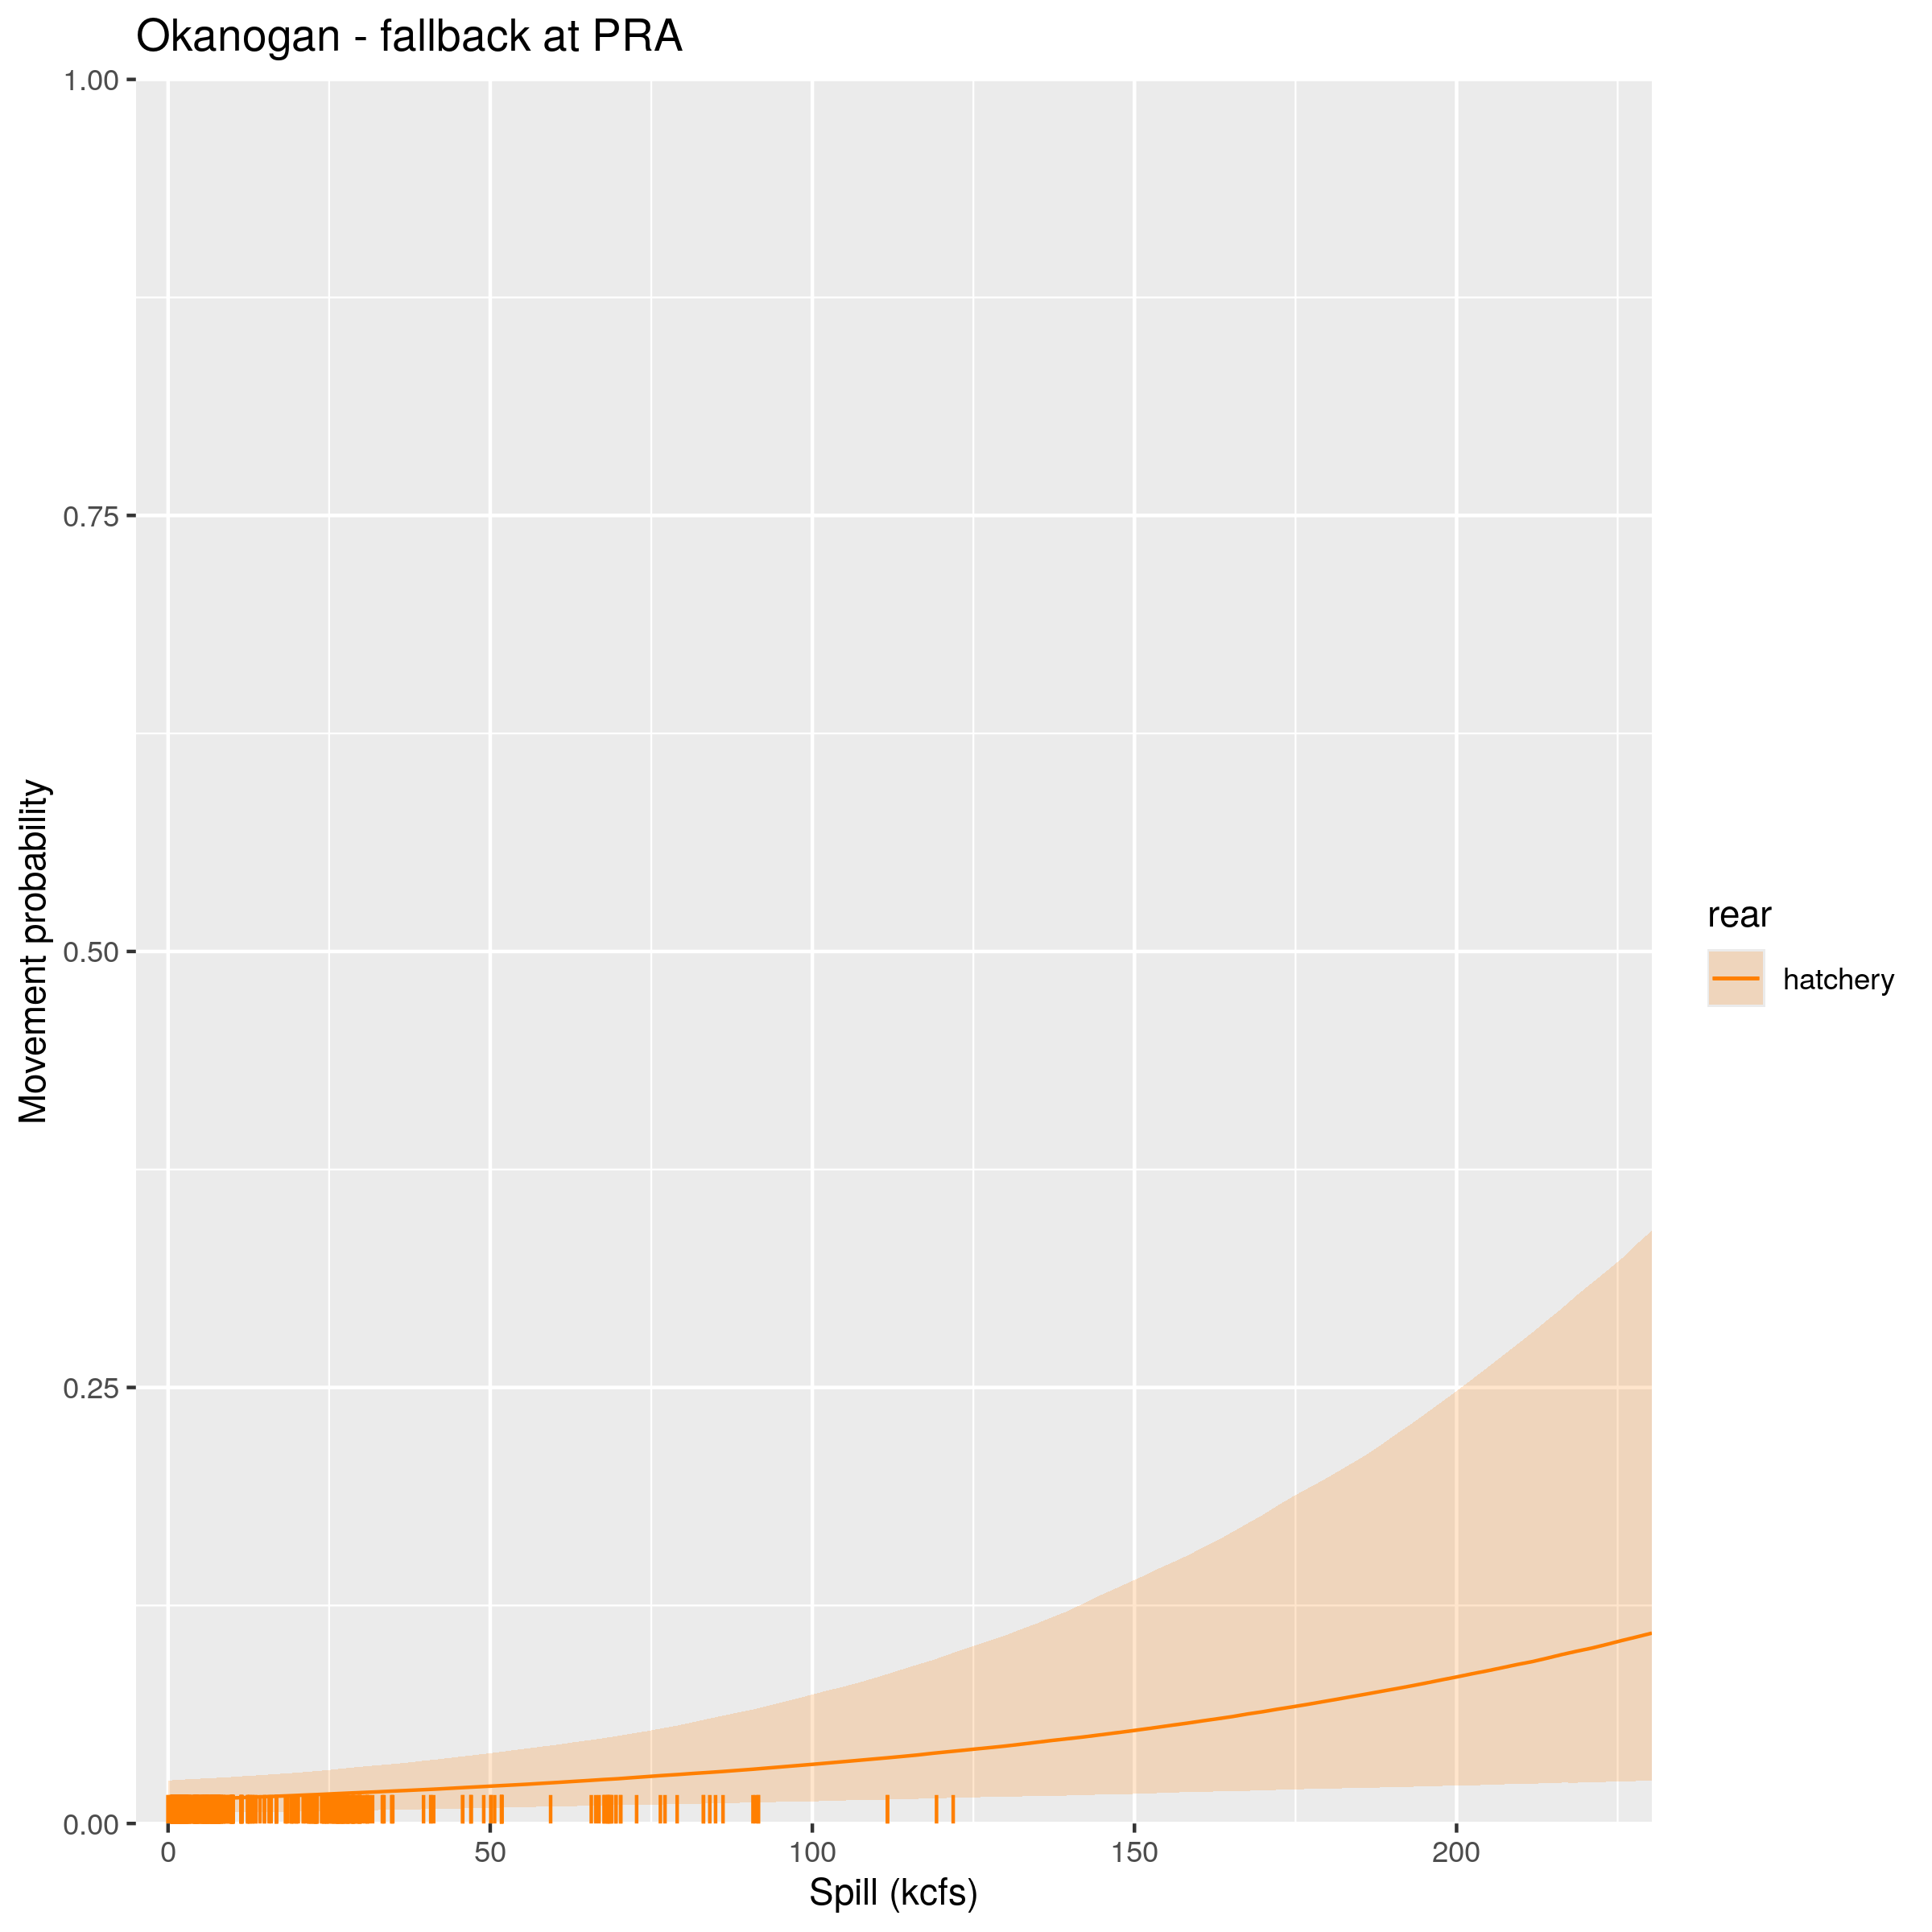 Okanogan - fallback at PRA
1.00
0.75
0.50
0.25
0.00
Movement probability
0
50
100
150
200
Spill (kcfs)
rear
hatchery